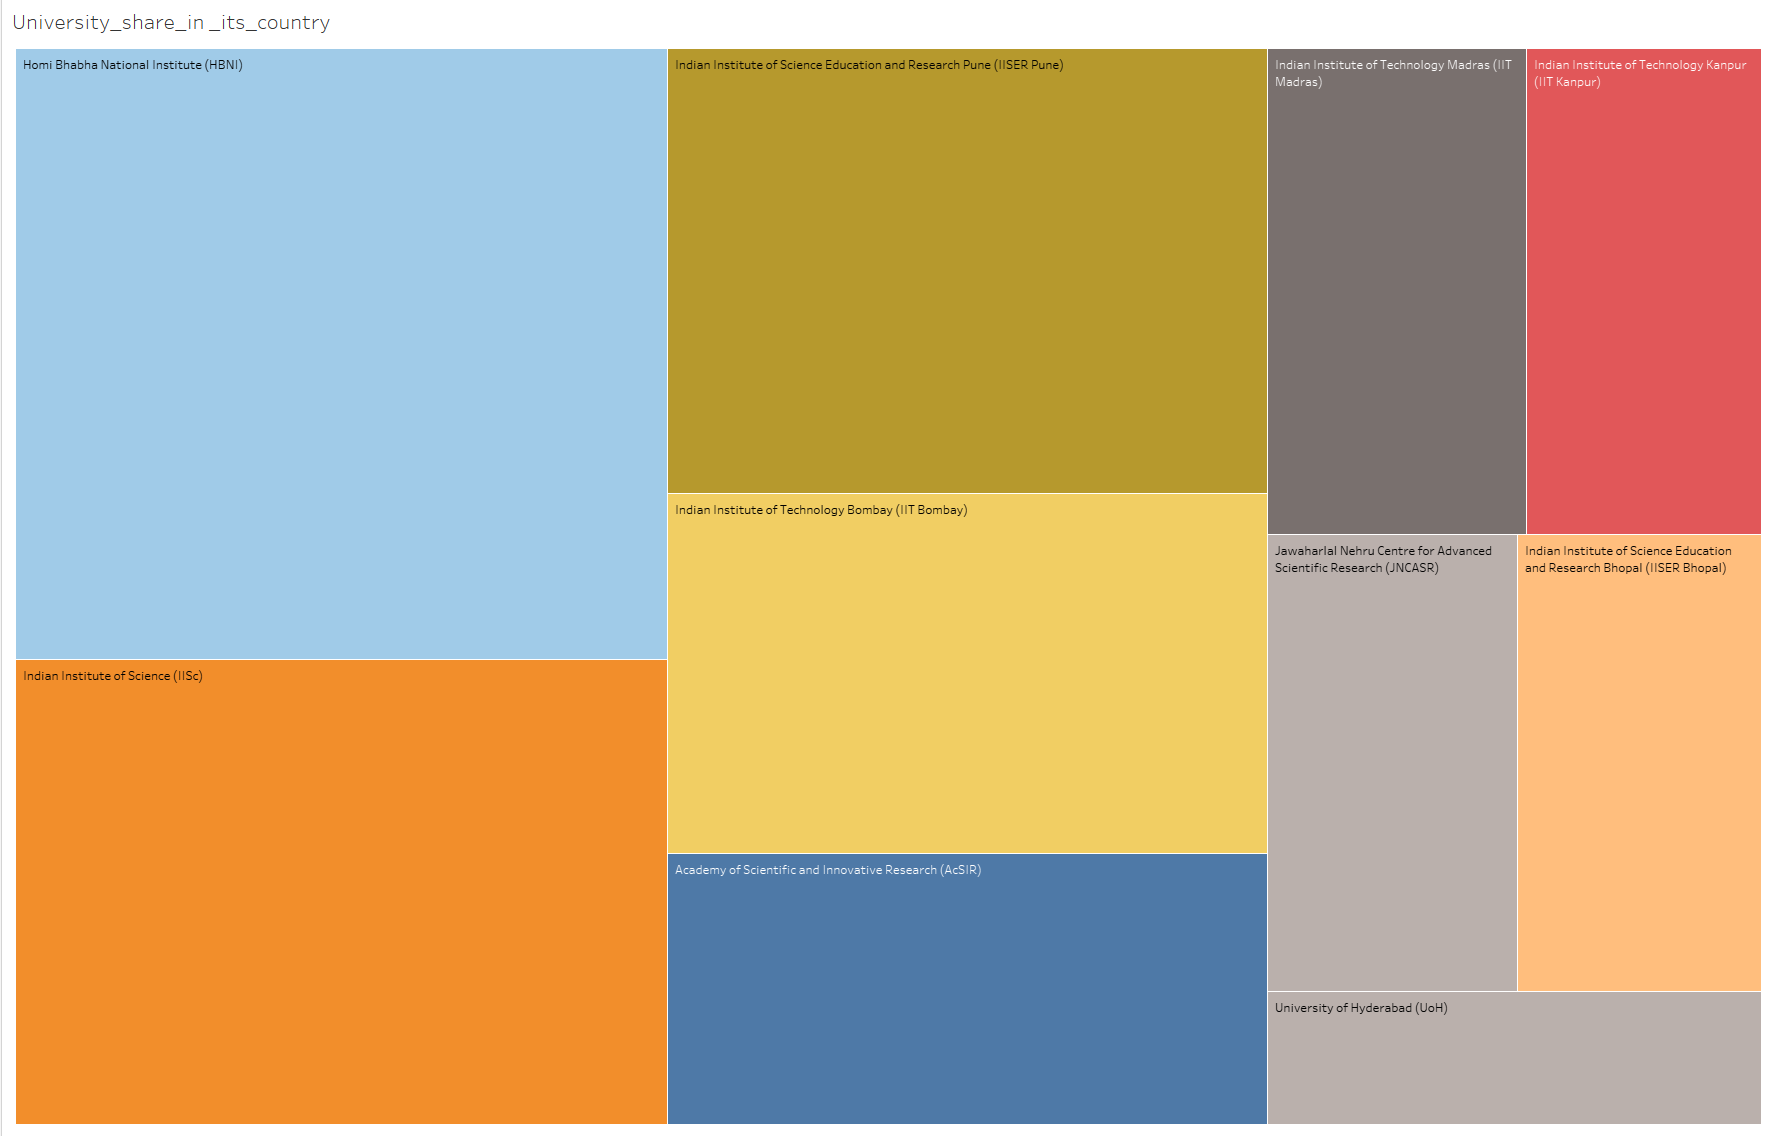 University_share_in _its_country
Homi Bhabha National Institute (HBNI)
Indian Institute of Science (IISc)
Indian Institute of Science Education and Research Pune (IISER Pune)
Indian Institute of Technology Bombay (IIT Bombay)
Academy of Scientific and Innovative Research (AcSIR)
Indian Institute of Technology Madras (IIT
Madras)
Indian Institute of Technology Kanpur
(IIT Kanpur)
Jawaharlal Nehru Centre for Advanced
Scientific Research (JNCASR)
Indian Institute of Science Education
and Research Bhopal (IISER Bhopal)
University of Hyderabad (UoH)